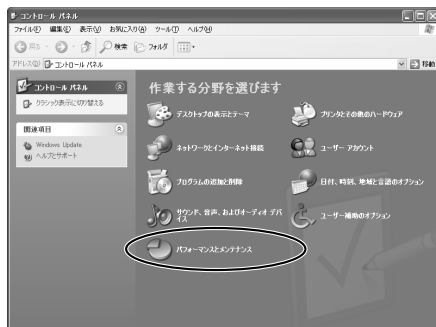 コントロール パネル
ファイル(F) 編集(E) 表示(V) お気に入り(A) ツール(T) ヘルプ(H)
戻る 検索 フォルダ
アドレス(D) コントロール パネル 移動
コントロール パネル
クラシック表示に切り替える
関連項目
Windows Update
ヘルプとサポート
作業する分野を選びます
デスクトップの表示とテーマ
プリンタとその他のハードウェア
ネットワークとインターネット接続
ユーザー アカウント
プログラムの追加と削除
日付、時刻、地域と言語のオプション
サウンド、音声、およびオーディオ デバ
イス
ユーザー補助のオプション
パフォーマンスとメンテナンス